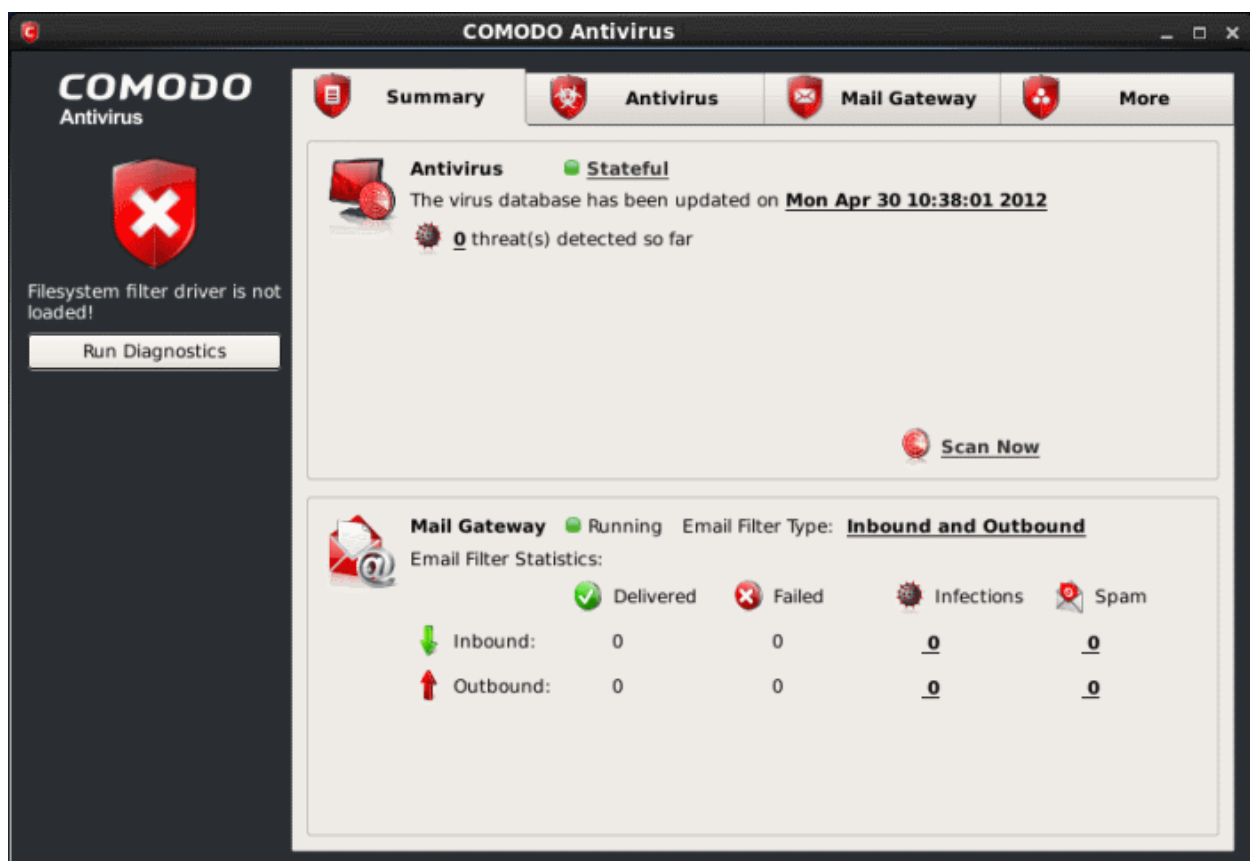 COMODO Antivirus
COMODO
Antivirus
Filesystem filter driver is not
loaded!
Run Diagnostics
Summary Antivirus Mail Gateway More
Antivirus Stateful
The virus database has been updated on Mon Apr 30 10:38:01 2012
0 threat(s) detected so far
Scan Now
Mail Gateway Running Email Filter Type: Inbound and Outbound
Email Filter Statistics:
Delivered Failed Infections Spam
Inbound: 0 0 0 0
Outbound: 0 0 0 0